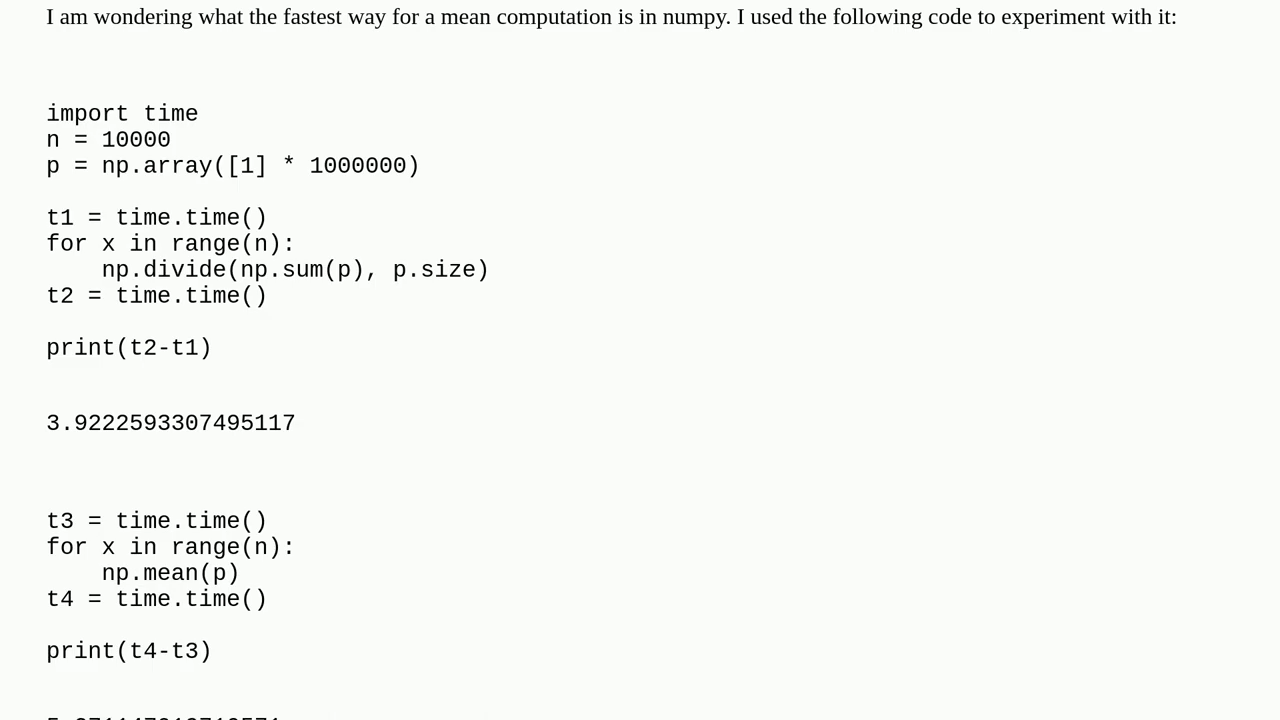 I am wondering what the fastest way for a mean computation is in numpy. I used the following code to experiment with it:
import time
n = 10000
p = np.array([1] * 1000000)
t1 = time.time()
for x in range(n):
    np.divide(np.sum(p), p.size)
t2 = time.time()
print(t2-t1)
3.9222593307495117
t3 = time.time()
for x in range(n):
    np.mean(p)
t4 = time.time()
print(t4-t3)